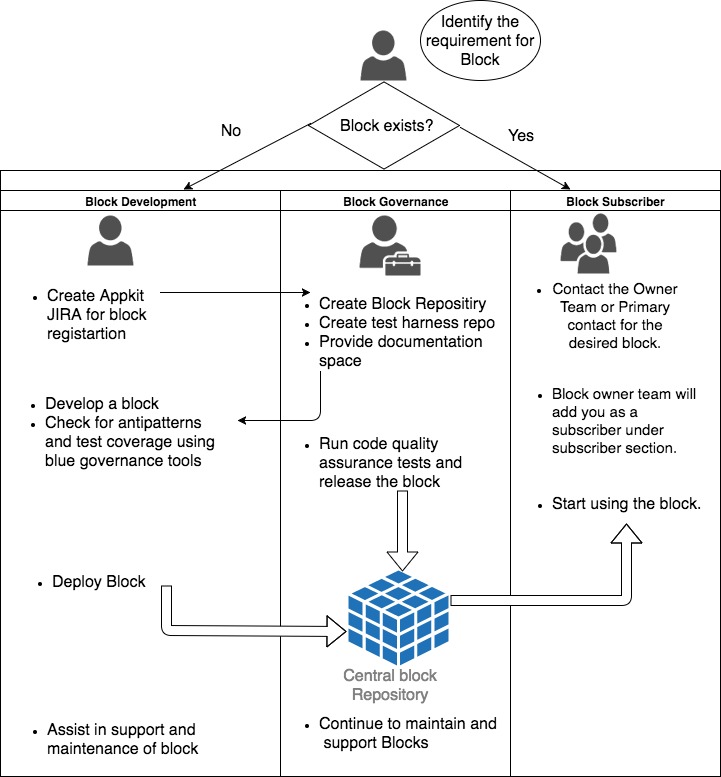 Identify the
requirement for
Block
Block exists?
No
Yes
Block Development
Block Governance
Block Subscriber
• Create Appkit
JIRA for block
registartion
• Develop a block
• Check for antipatterns
and test coverage using
blue governance tools
• Deploy Block
• Assist in support and
maintenance of block
• Create Block Repositiry
• Create test harness repo
• Provide documentation
space
• Run code quality
assurance tests and
release the block
Central block
Repository
• Continue to maintain and
support Blocks
• Contact the Owner
Team or Primary
contact for the
desired block.
• Block owner team will
add you as a
subscriber under
subscriber section.
• Start using the block.